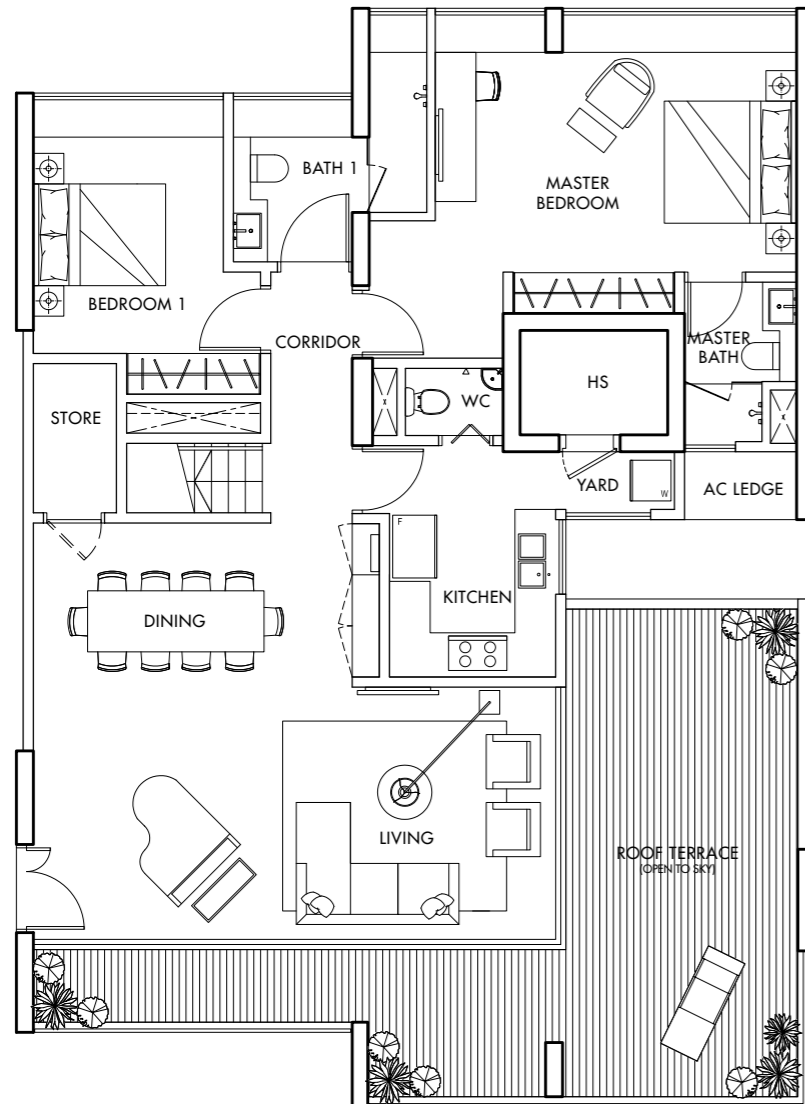 BATH 1
MASTER
BEDROOM
BEDROOM 1
CORRIDOR
MASTER
BATH
HS
WC
STORE
YARD
W
AC LEDGE
F
KITCHEN
DINING
LIVING
ROOF TERRACE
(OPEN TO SKY)